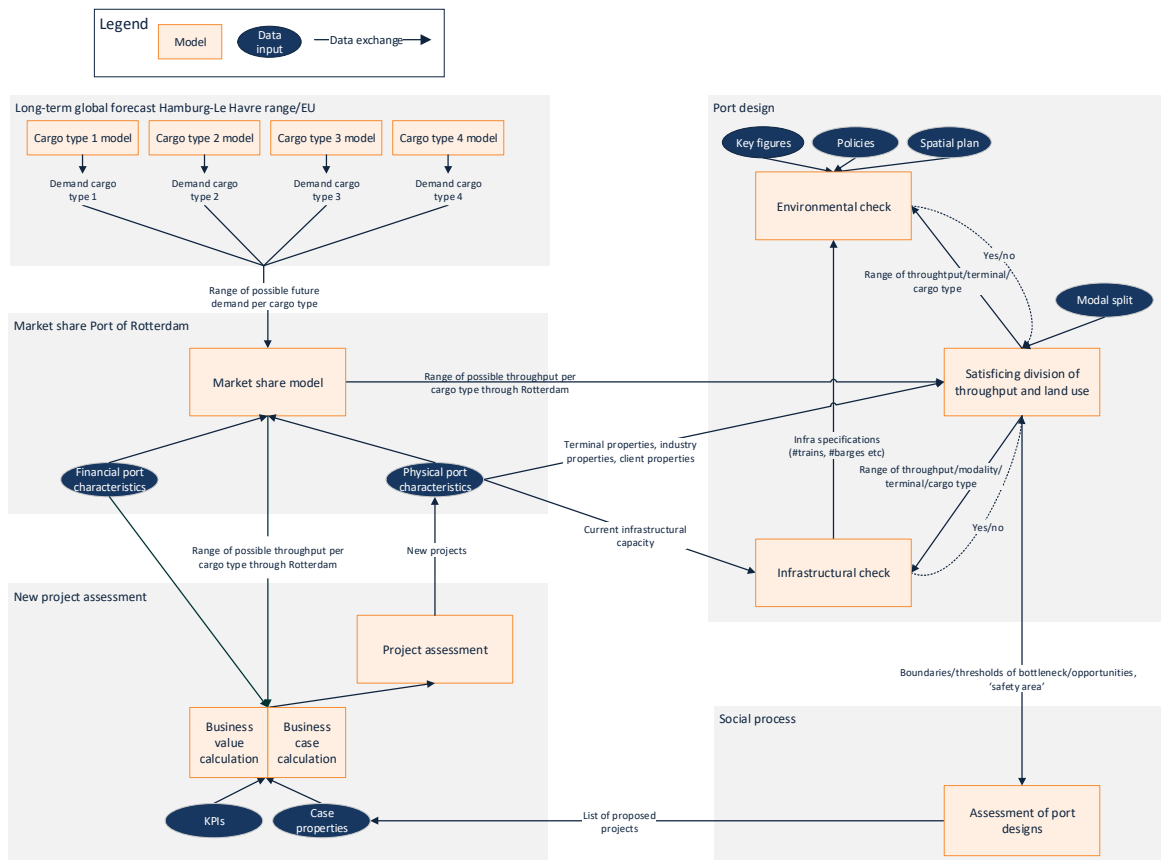 Legend
Model
Data
input
Data exchange
Long-term global forecast Hamburg-Le Havre range/EU
Cargo type 1 model
Cargo type 2 model
Cargo type 3 model
Cargo type 4 model
Demand cargo
type 1
Demand cargo
type 2
Demand cargo
type 3
Demand cargo
type 4
Range of possible future
demand per cargo type
Market share Port of Rotterdam
Market share model
Range of possible throughput per
cargo type through Rotterdam
Financial port
characteristics
Physical port
characteristics
Terminal properties, industry
properties, client properties
Current infrastructural
capacity
Range of possible throughput per
cargo type through Rotterdam
New projects
New project assessment
Project assessment
Business
value
calculation
Business
case
calculation
KPIs
Case
properties
List of proposed
projects
Port design
Key figures
Policies
Spatial plan
Environmental check
Yes/no
Range of throughtput/terminal/
cargo type
Modal split
Satisficing division of
throughput and land use
Infra specifications
(#trains, #barges etc)
Range of throughput/modality/
terminal/cargo type
Yes/no
Infrastructural check
Boundaries/thresholds of bottleneck/opportunities,
‘safety area’
Social process
Assessment of port
designs